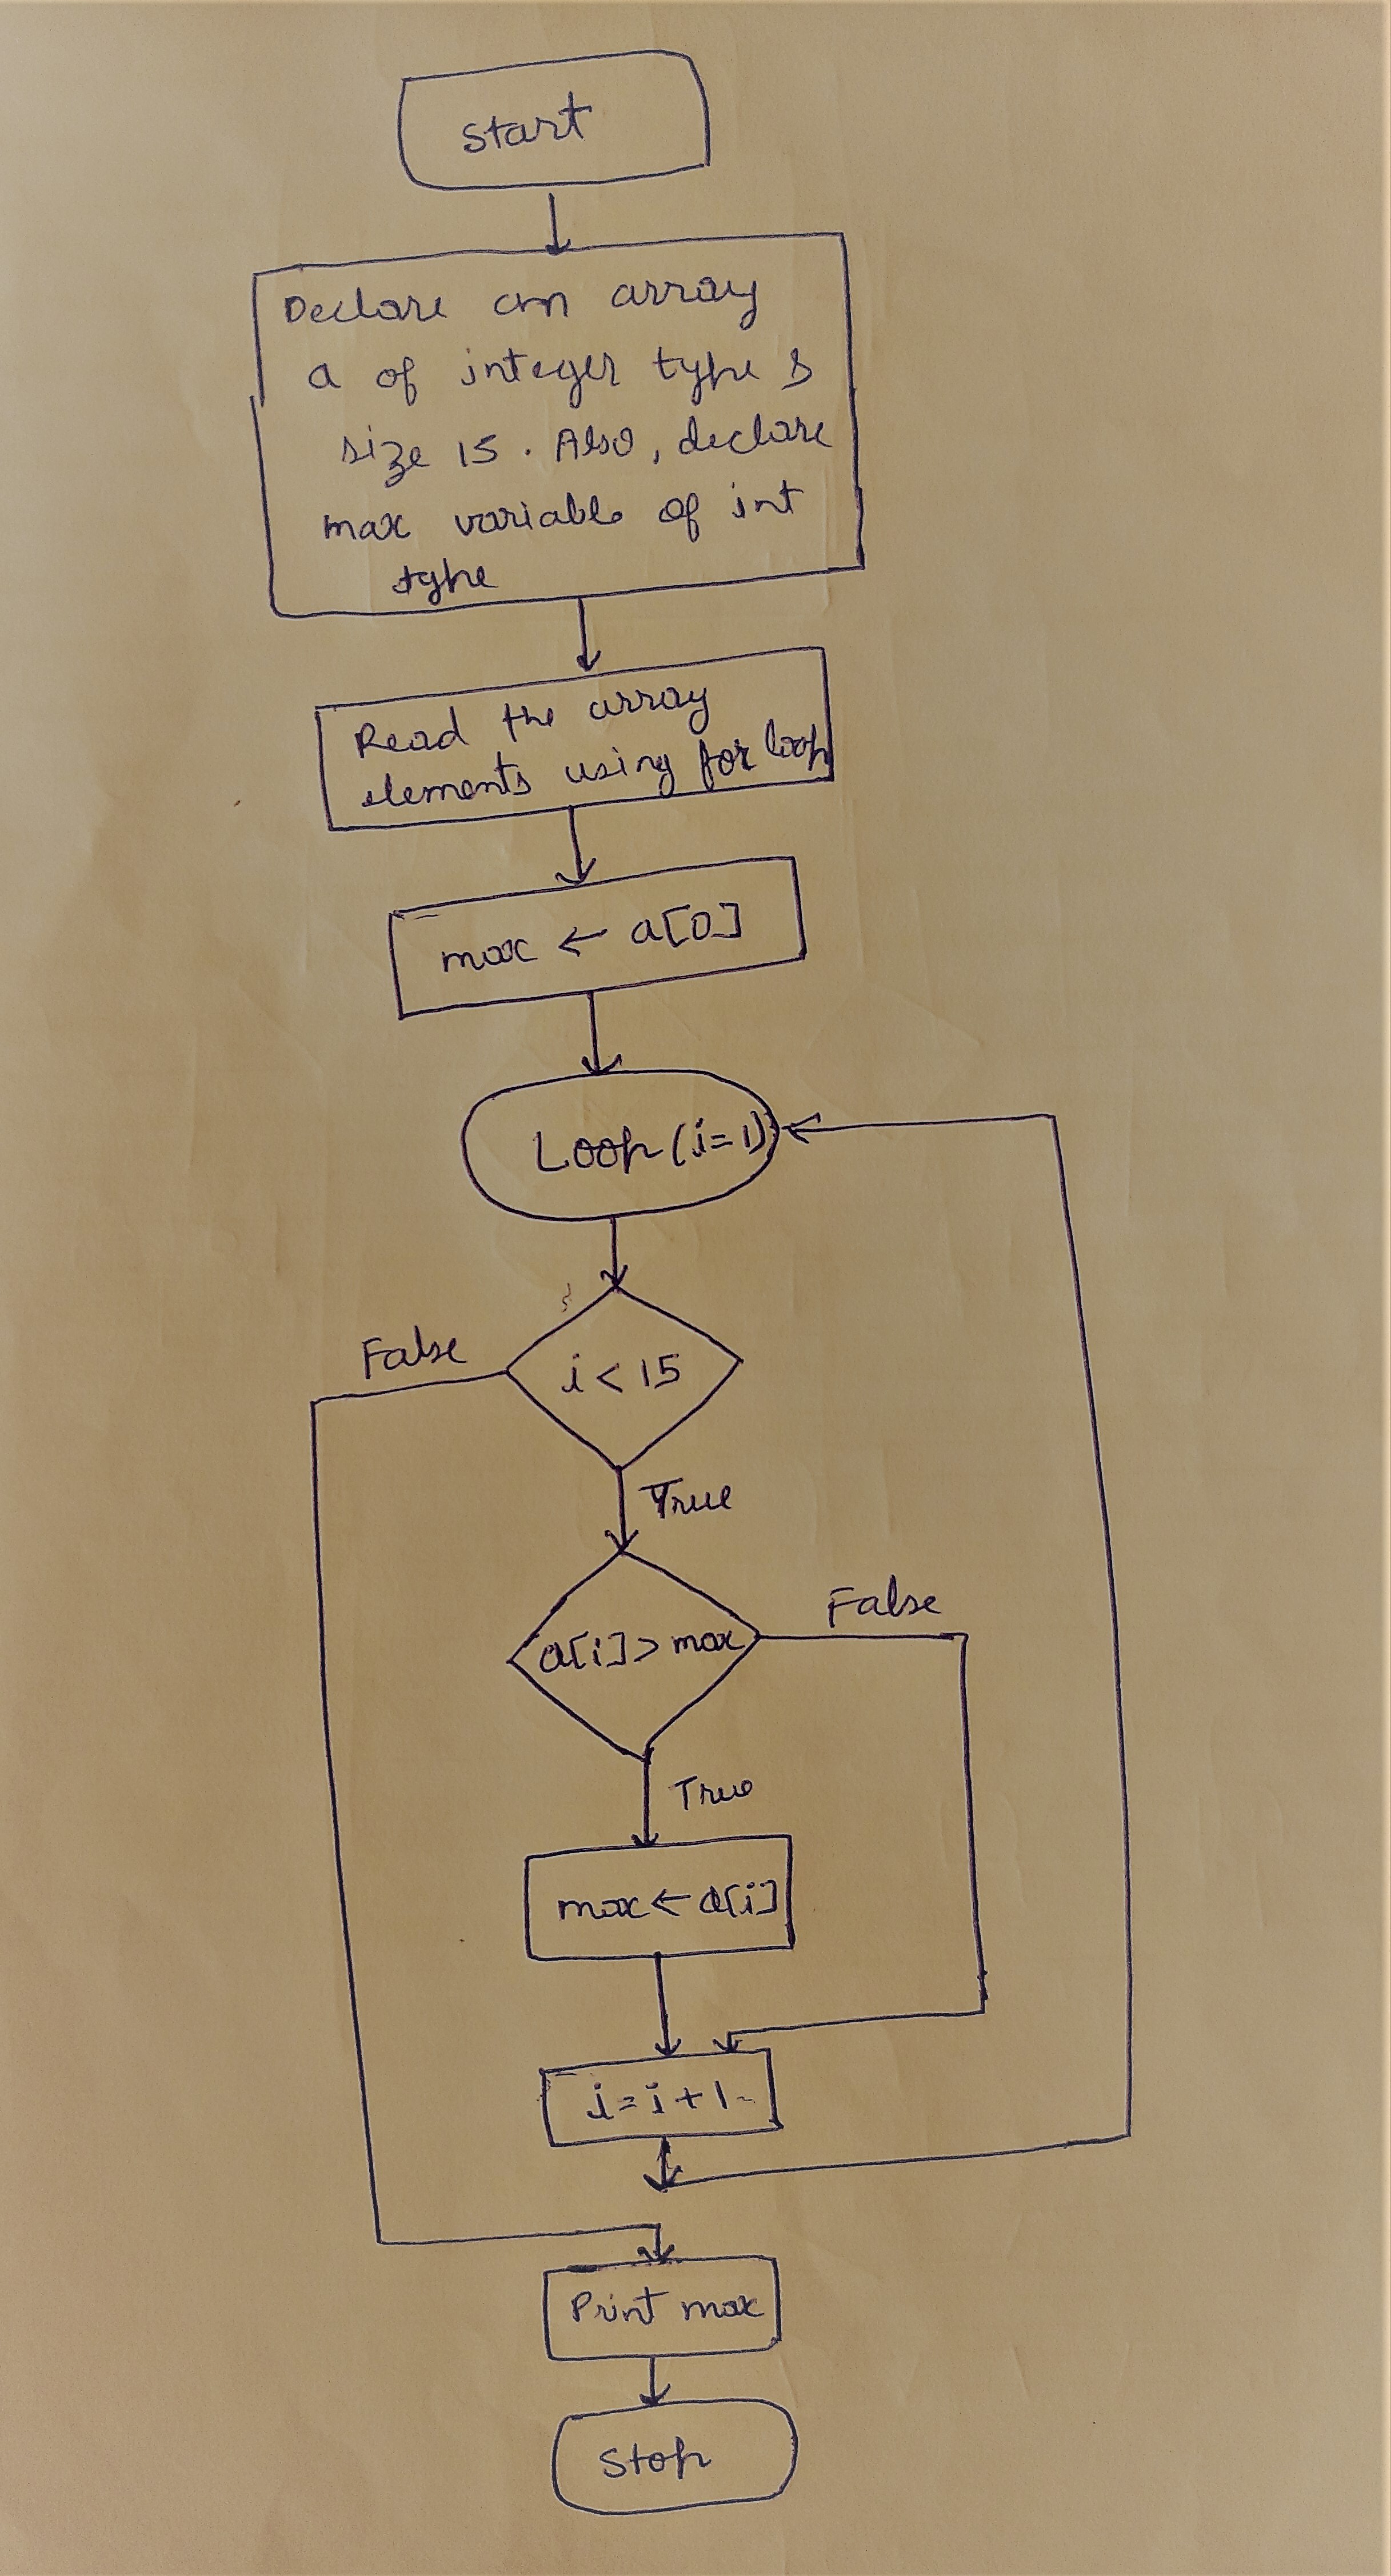 Start
Declare an array
a of integer type &
size 15. Also, declare
max variable of int
type
Read the array
elements using for loop
max ← a[0]
Loop (i=1)
False
i < 15
True
False
a[i] > max
True
max ← a[i]
i = i + 1
Print max
Stop